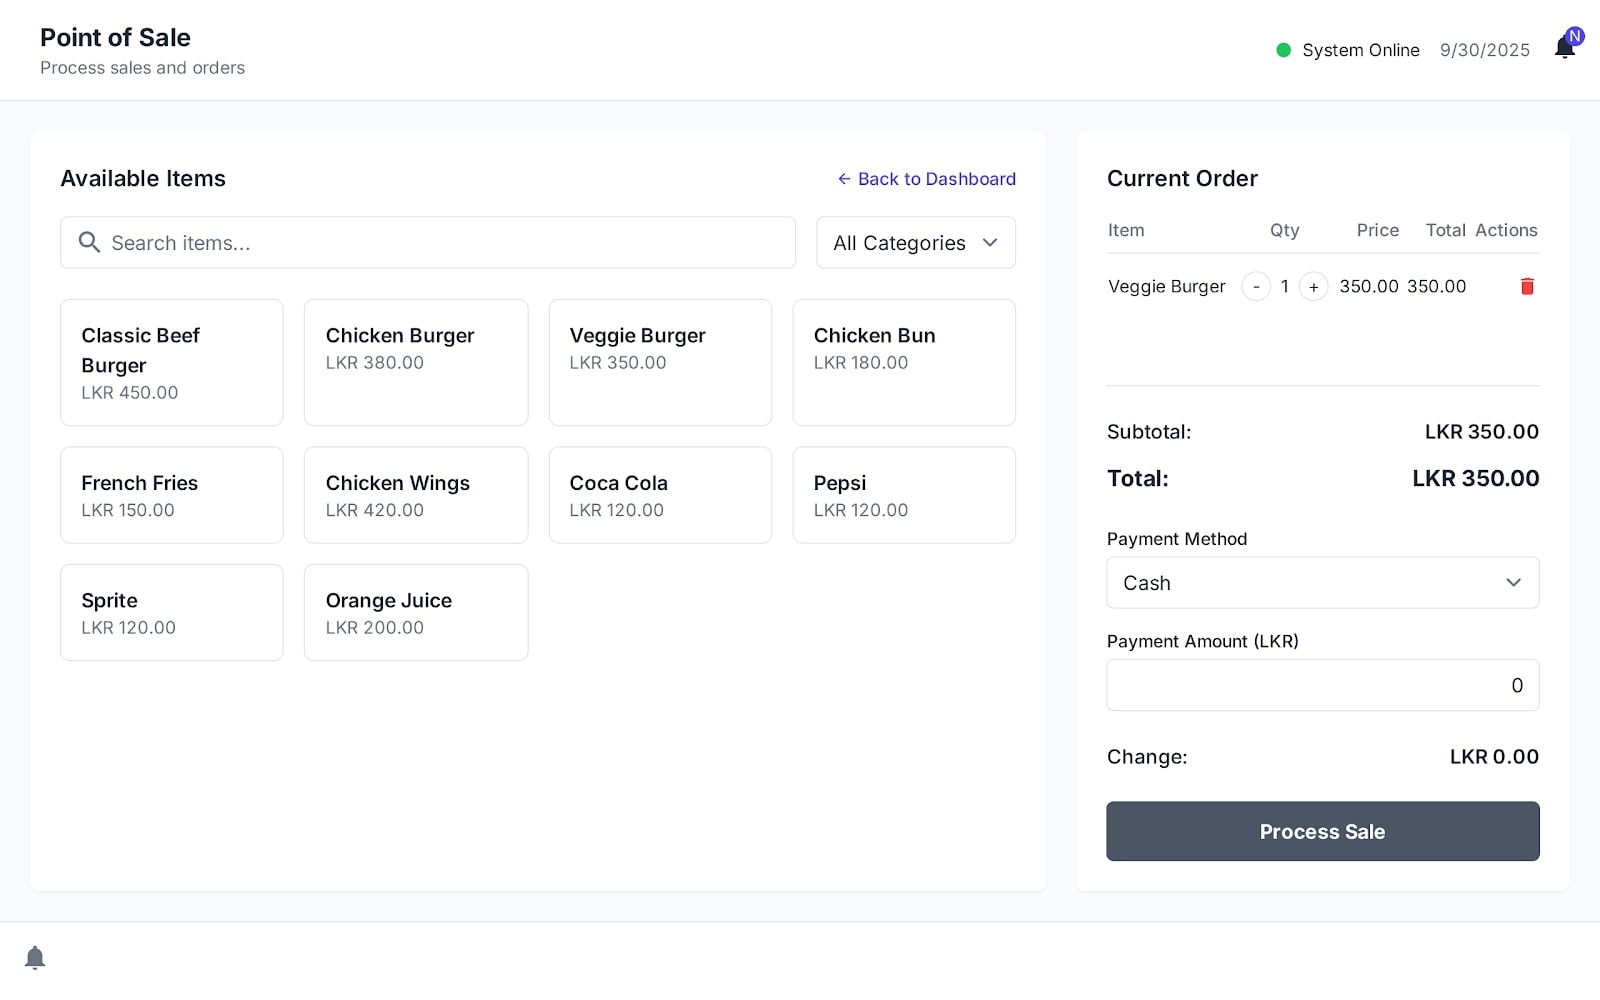 Point of Sale
Process sales and orders
System Online 9/30/2025 N
Available Items
← Back to Dashboard
Search items...
All Categories
Classic Beef
Burger
LKR 450.00
Chicken Burger
LKR 380.00
Veggie Burger
LKR 350.00
Chicken Bun
LKR 180.00
French Fries
LKR 150.00
Chicken Wings
LKR 420.00
Coca Cola
LKR 120.00
Pepsi
LKR 120.00
Sprite
LKR 120.00
Orange Juice
LKR 200.00
Current Order
Item Qty Price Total Actions
Veggie Burger - 1 + 350.00 350.00
Subtotal: LKR 350.00
Total: LKR 350.00
Payment Method
Cash
Payment Amount (LKR)
0
Change: LKR 0.00
Process Sale